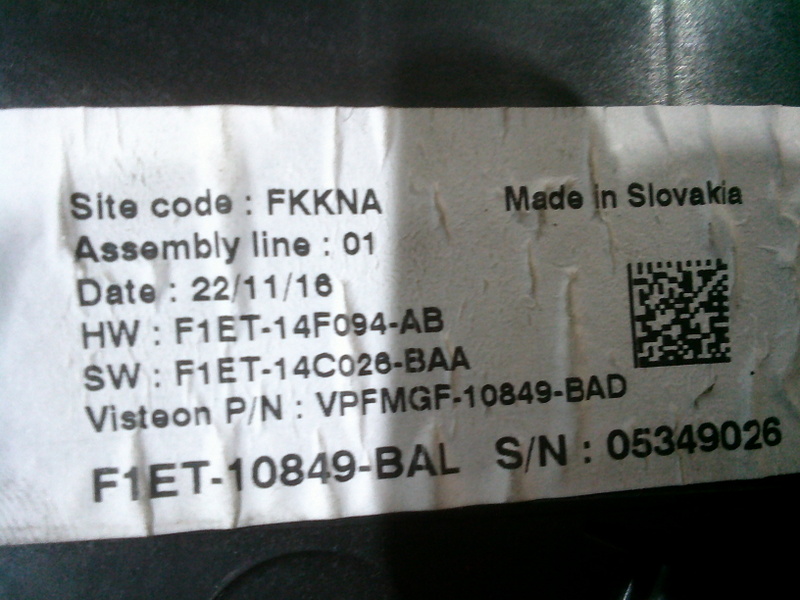 Site code : FKKNA
Made in Slovakia
Assembly line : 01
Date : 22/11/16
HW : F1ET-14F094-AB
SW : F1ET-14C026-BAA
Visteon P/N : VPFMGF-10849-BAD
F1ET-10849-BAL S/N : 05349026